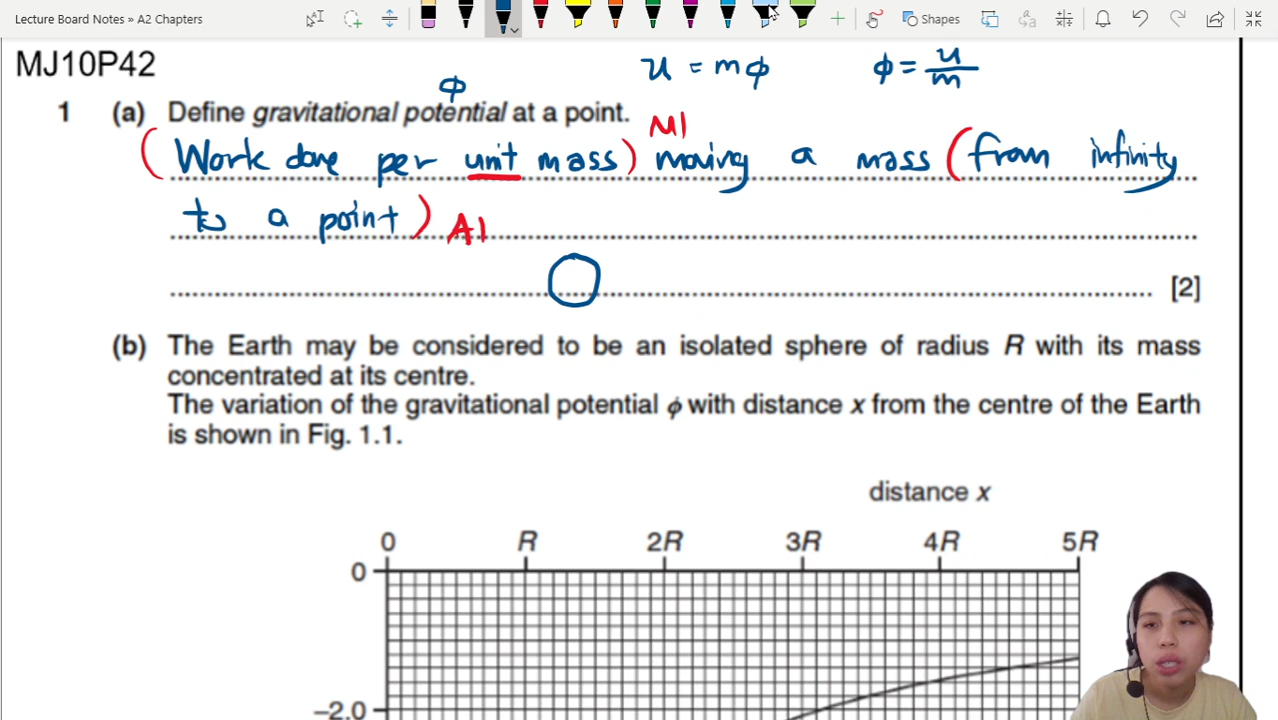 Lecture Board Notes » A2 Chapters
Shapes
MJ10P42
ϕ
u = mϕ
ϕ = u/m
1 (a) Define gravitational potential at a point.
M1
(Work done per unit mass) moving a mass (from infinity
to a point) A1
[2]
(b) The Earth may be considered to be an isolated sphere of radius R with its mass
concentrated at its centre.
The variation of the gravitational potential ϕ with distance x from the centre of the Earth
is shown in Fig. 1.1.
distance x
0 R 2R 3R 4R 5R
0
−2.0